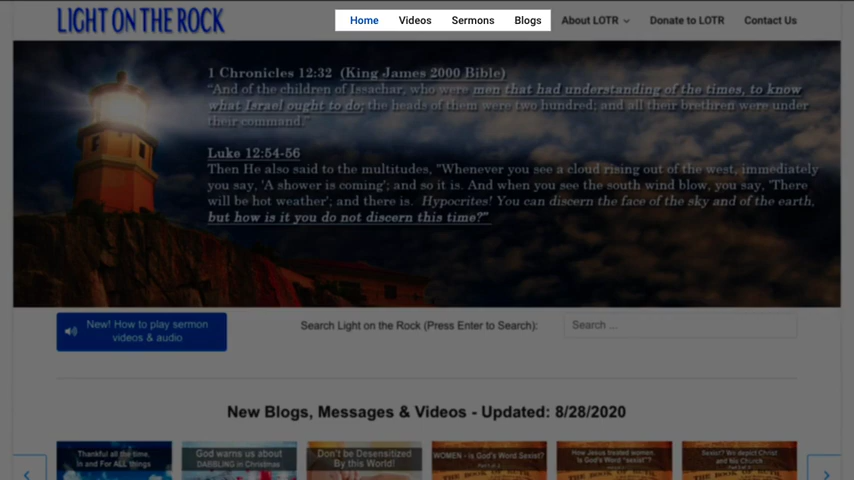 LIGHT ON THE ROCK
Home Videos Sermons Blogs About LOTR Donate to LOTR Contact Us
1 Chronicles 12:32 (King James 2000 Bible)
"And of the children of Issachar, who were men that had understanding of the times, to know
what Israel ought to do; the heads of them were two hundred; and all their brethren were under
their command."
Luke 12:54-56
Then He also said to the multitudes, "Whenever you see a cloud rising out of the west, immediately
you say, 'A shower is coming'; and so it is. And when you see the south wind blow, you say, 'There
will be hot weather'; and there is. Hypocrites! You can discern the face of the sky and of the earth,
but how is it you do not discern this time?"
New! How to play sermon
videos & audio
Search Light on the Rock (Press Enter to Search):
Search ...
New Blogs, Messages & Videos - Updated: 8/28/2020
Thankful all the time,
in and For ALL things
God warns us about
DABBLING in Christmas
Don't be Desensitized
By this World!
WOMEN - is God's Word Sexist?
How Jesus treated women.
Is God's Word "sexist"?
Sexist? We depict Christ
and his Church